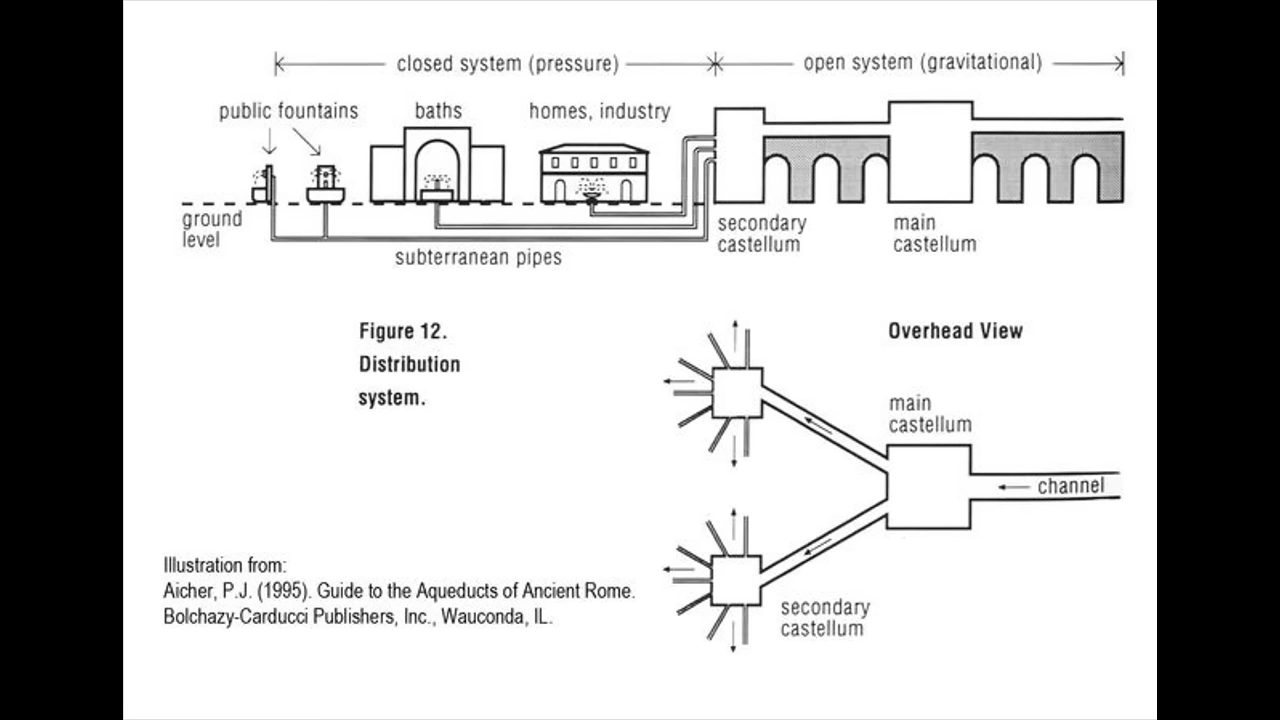 closed system (pressure)
open system (gravitational)
public fountains
baths
homes, industry
ground
level
subterranean pipes
secondary
castellum
main
castellum
Figure 12.
Distribution
system.
Overhead View
main
castellum
channel
secondary
castellum
Illustration from:
Aicher, P.J. (1995). Guide to the Aqueducts of Ancient Rome.
Bolchazy-Carducci Publishers, Inc., Wauconda, IL.